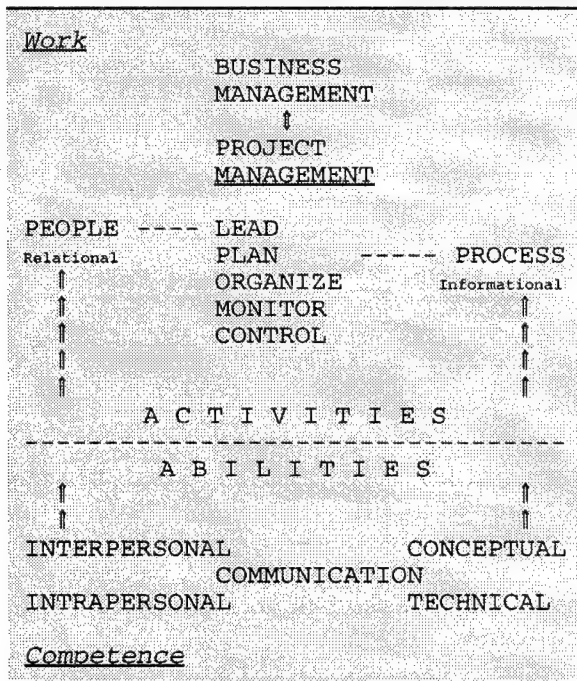 Work
BUSINESS
MANAGEMENT
⇕
PROJECT
MANAGEMENT
PEOPLE ---- LEAD
Relational PLAN ----- PROCESS
⇑ ORGANIZE Informational
⇑ MONITOR ⇑
⇑ CONTROL ⇑
⇑ ⇑
⇑ ⇑
A C T I V I T I E S
A B I L I T I E S
⇑ ⇑
⇑ ⇑
INTERPERSONAL CONCEPTUAL
COMMUNICATION
INTRAPERSONAL TECHNICAL
Competence